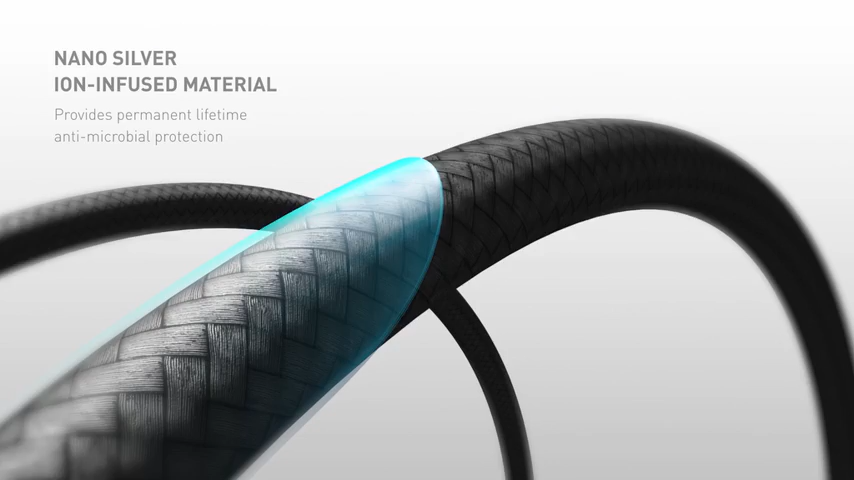 NANO SILVER
ION-INFUSED MATERIAL
Provides permanent lifetime
anti-microbial protection